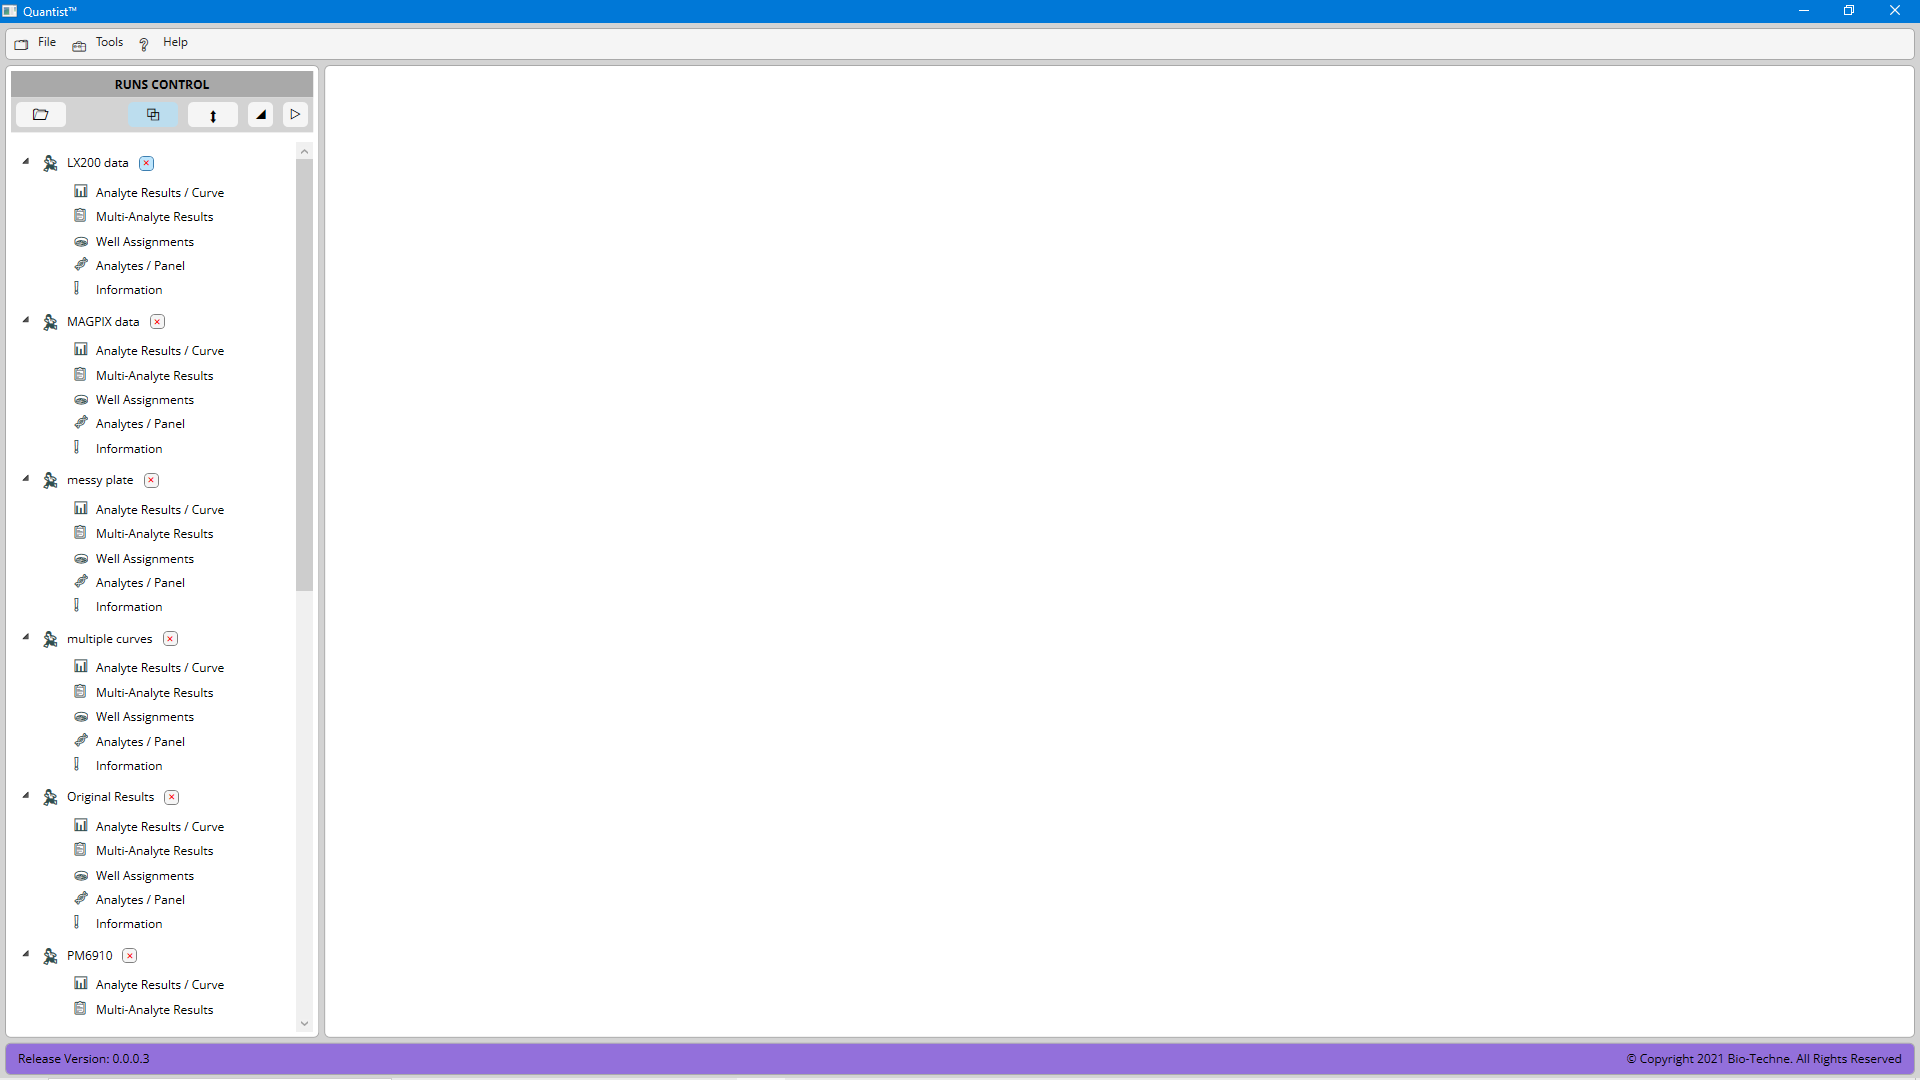 Quantist™
File Tools Help
RUNS CONTROL
LX200 data
Analyte Results / Curve
Multi-Analyte Results
Well Assignments
Analytes / Panel
Information
MAGPIX data
Analyte Results / Curve
Multi-Analyte Results
Well Assignments
Analytes / Panel
Information
messy plate
Analyte Results / Curve
Multi-Analyte Results
Well Assignments
Analytes / Panel
Information
multiple curves
Analyte Results / Curve
Multi-Analyte Results
Well Assignments
Analytes / Panel
Information
Original Results
Analyte Results / Curve
Multi-Analyte Results
Well Assignments
Analytes / Panel
Information
PM6910
Analyte Results / Curve
Multi-Analyte Results
Release Version: 0.0.0.3
© Copyright 2021 Bio-Techne. All Rights Reserved